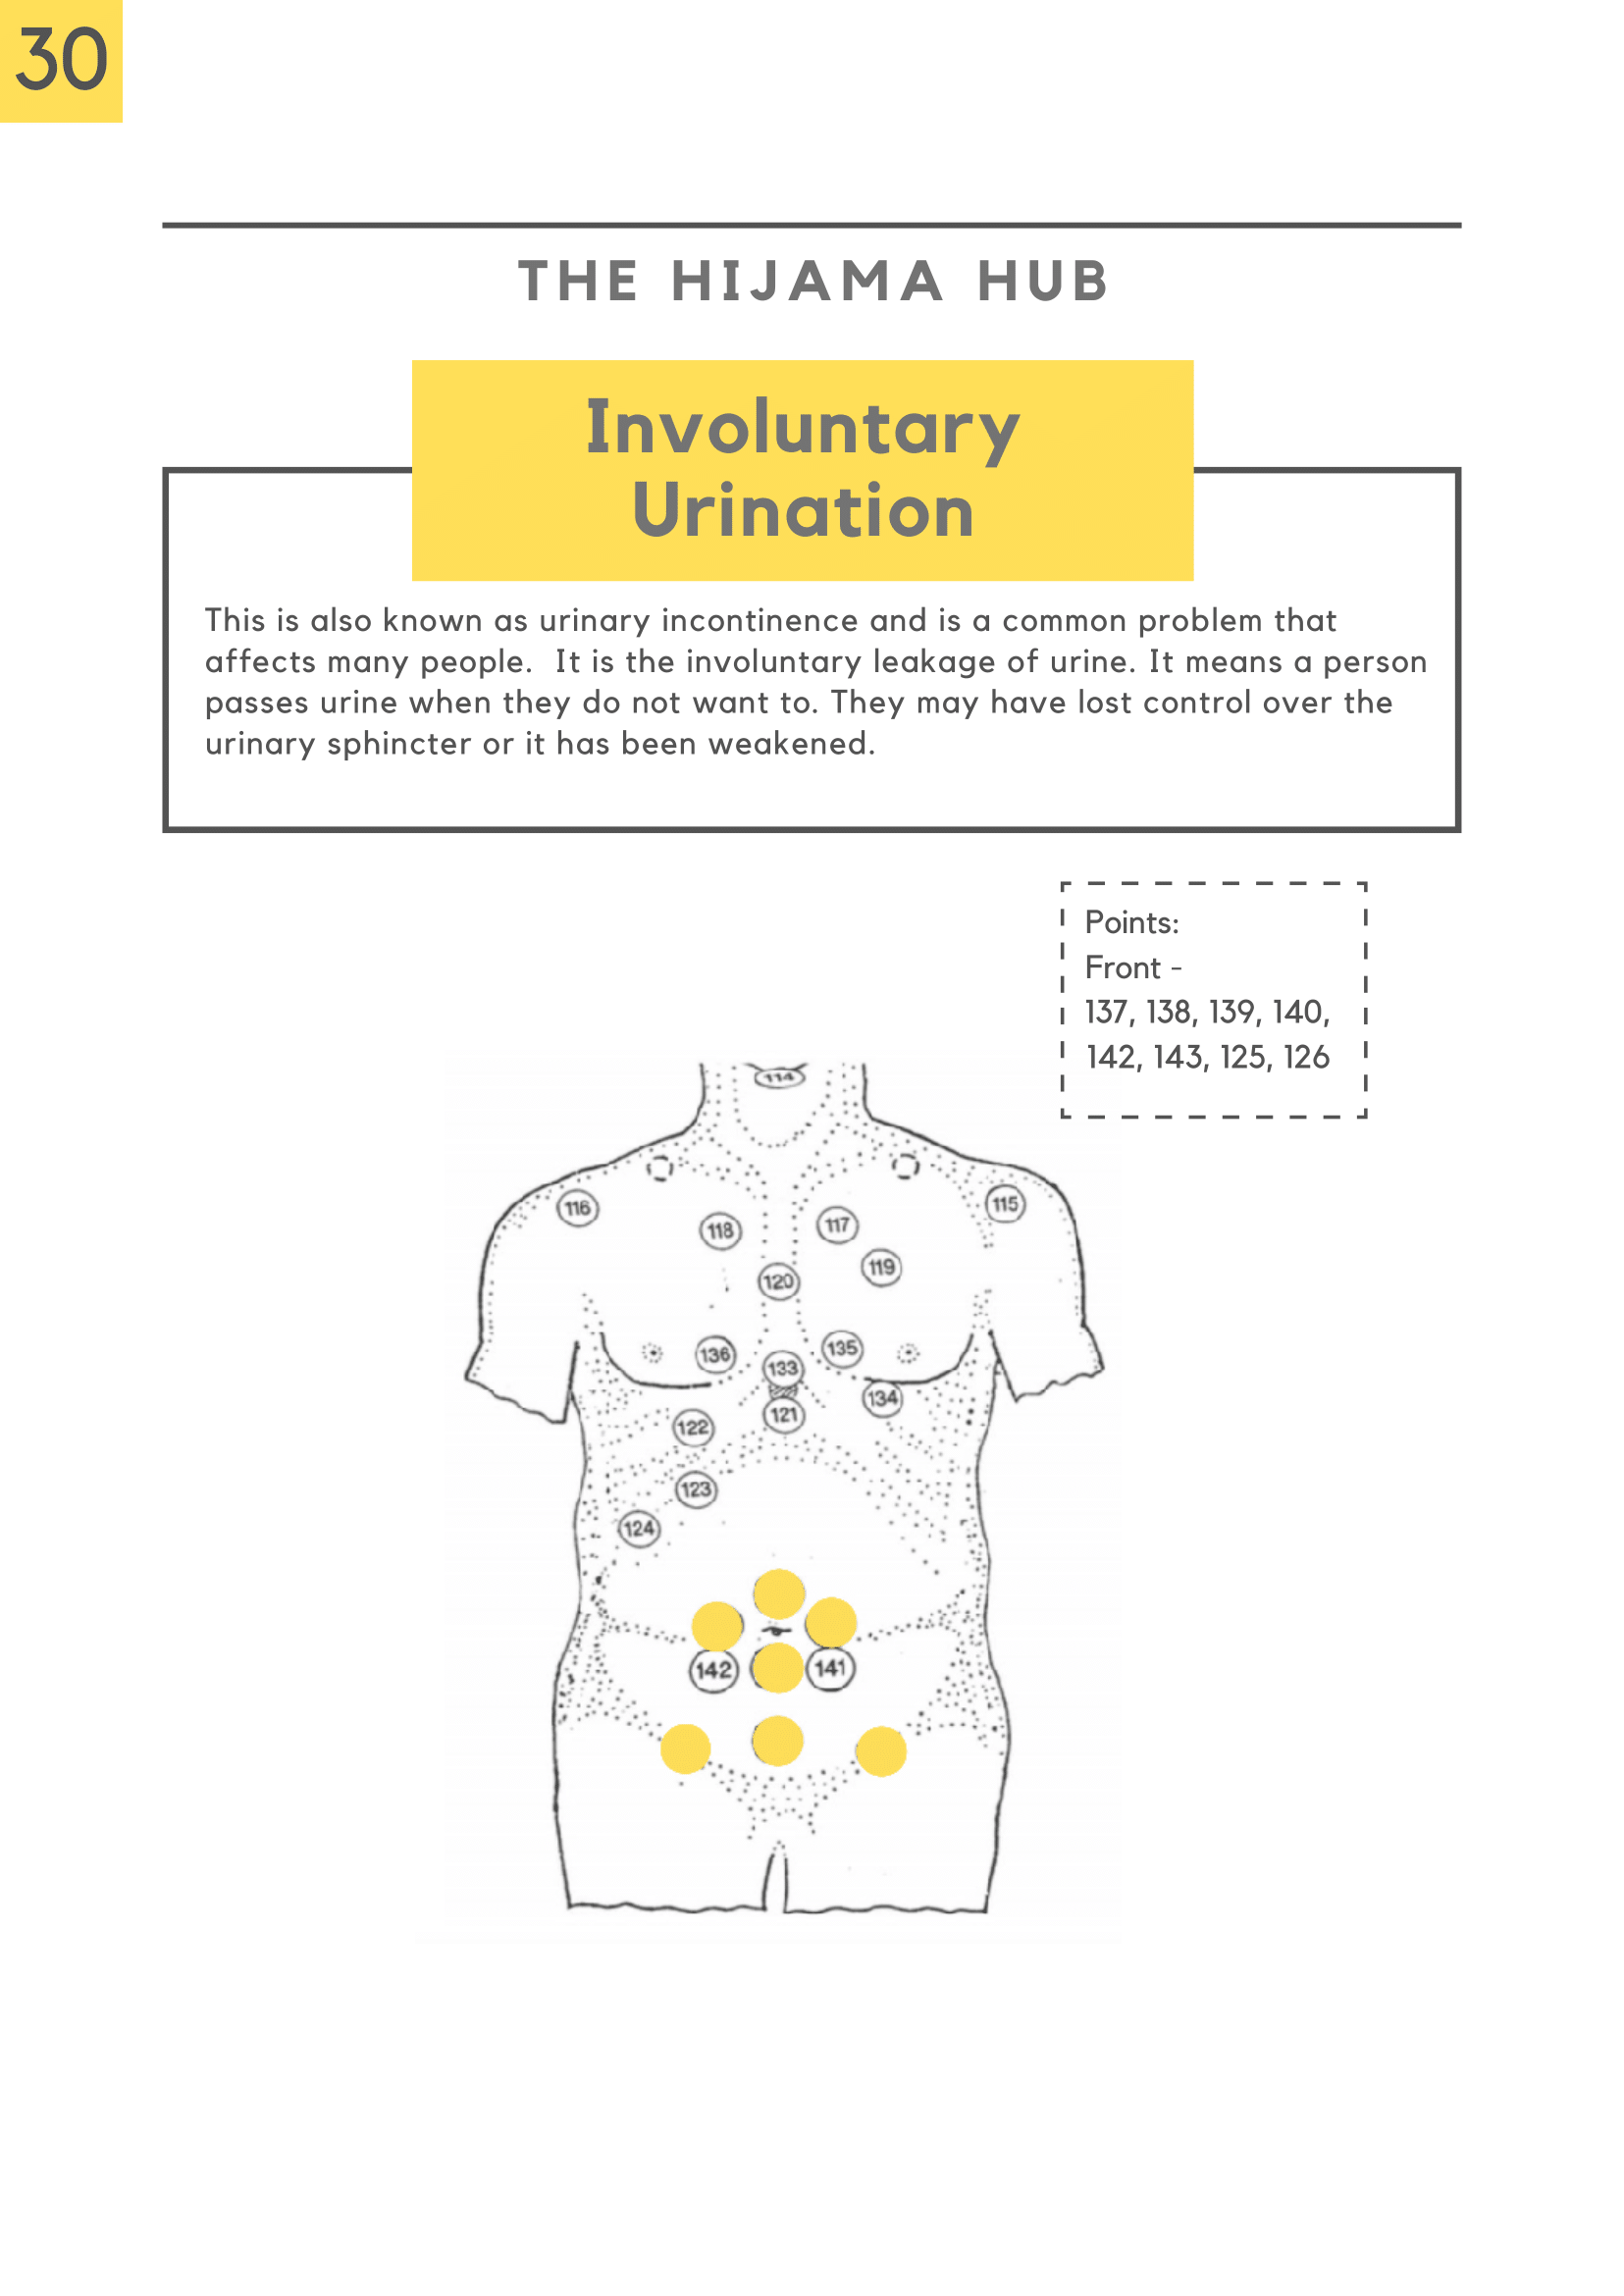 30
THE HIJAMA HUB
Involuntary
Urination
This is also known as urinary incontinence and is a common problem that
affects many people.  It is the involuntary leakage of urine. It means a person
passes urine when they do not want to. They may have lost control over the
urinary sphincter or it has been weakened.
Points:
Front -
137, 138, 139, 140,
142, 143, 125, 126
114
116
115
118
117
119
120
136
135
133
134
121
122
123
124
142
141